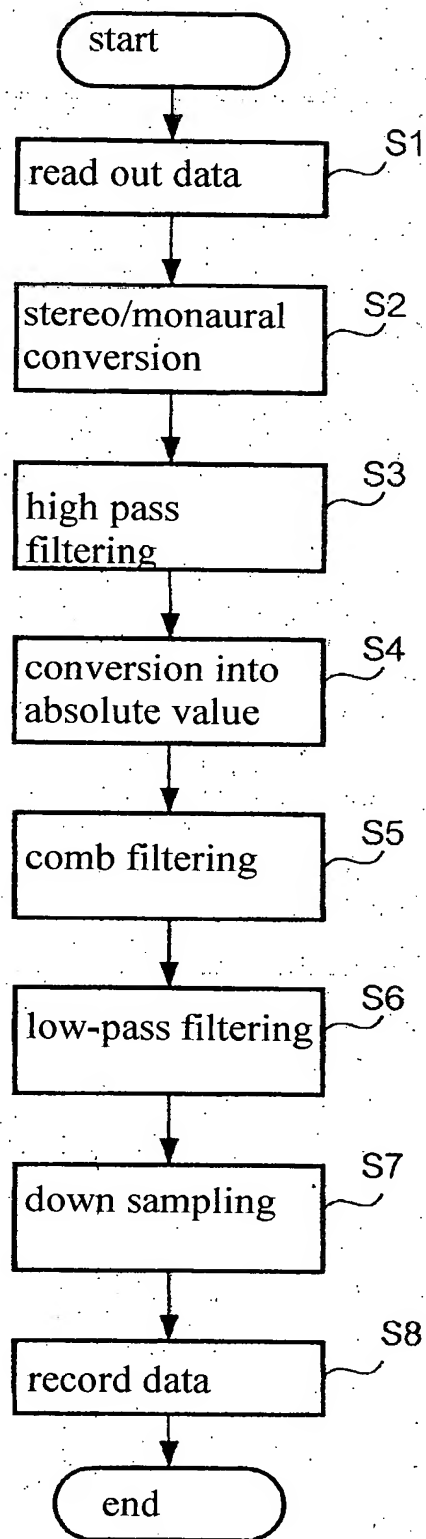 start
S1
read out data
S2
stereo/monaural
conversion
S3
high pass
filtering
S4
conversion into
absolute value
S5
comb filtering
S6
low-pass filtering
S7
down sampling
S8
record data
end